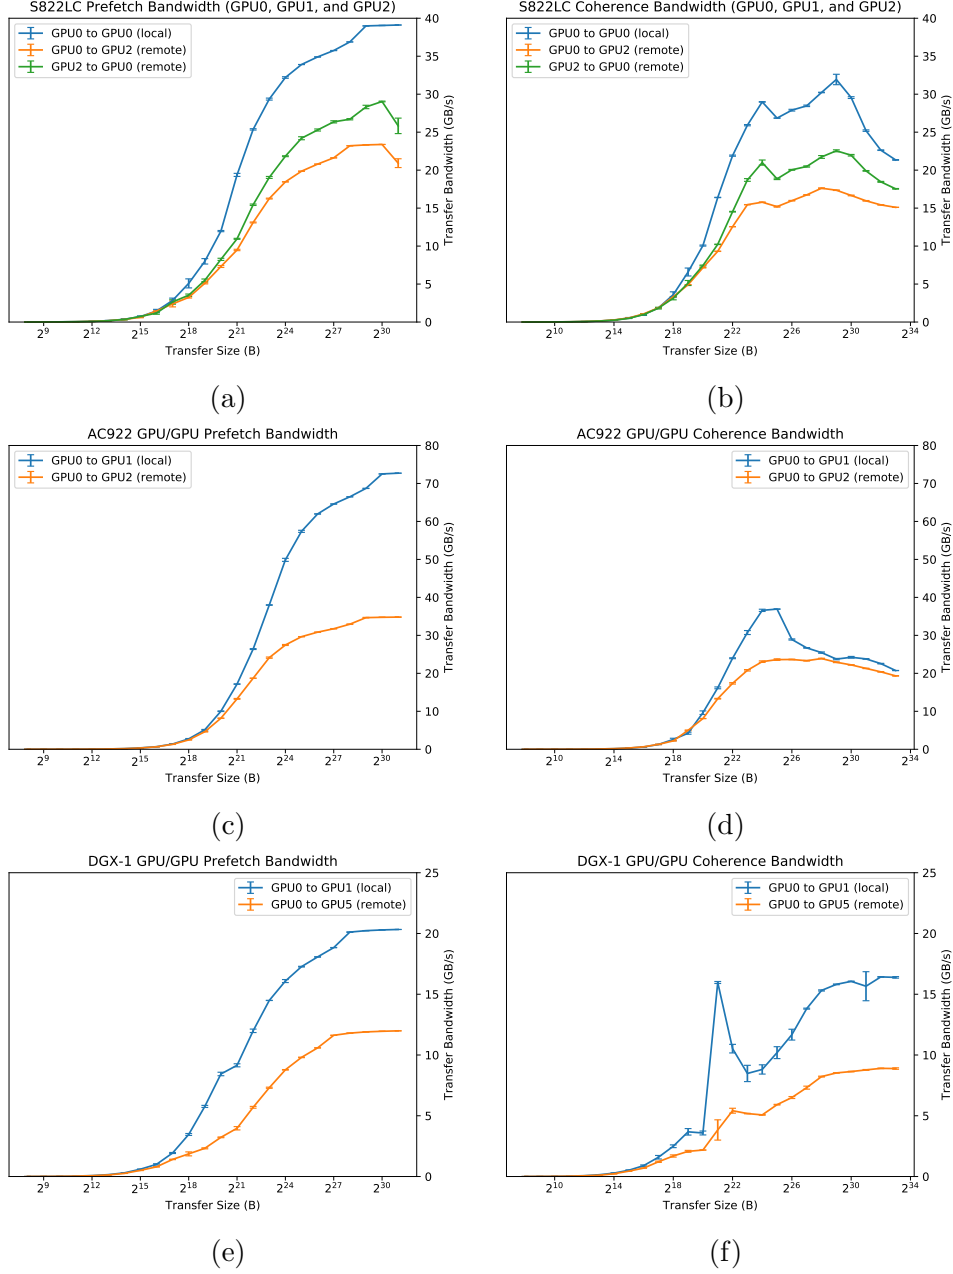 S822LC Prefetch Bandwidth (GPU0, GPU1, and GPU2)
GPU0 to GPU0 (local)
GPU0 to GPU2 (remote)
GPU2 to GPU0 (remote)
40
35
30
25
20
15
10
5
0
Transfer Bandwidth (GB/s)
2^9 2^12 2^15 2^18 2^21 2^24 2^27 2^30
Transfer Size (B)
(a)
S822LC Coherence Bandwidth (GPU0, GPU1, and GPU2)
GPU0 to GPU0 (local)
GPU0 to GPU2 (remote)
GPU2 to GPU0 (remote)
40
35
30
25
20
15
10
5
0
Transfer Bandwidth (GB/s)
2^10 2^14 2^18 2^22 2^26 2^30 2^34
Transfer Size (B)
(b)
AC922 GPU/GPU Prefetch Bandwidth
GPU0 to GPU1 (local)
GPU0 to GPU2 (remote)
80
70
60
50
40
30
20
10
0
Transfer Bandwidth (GB/s)
2^9 2^12 2^15 2^18 2^21 2^24 2^27 2^30
Transfer Size (B)
(c)
AC922 GPU/GPU Coherence Bandwidth
GPU0 to GPU1 (local)
GPU0 to GPU2 (remote)
80
70
60
50
40
30
20
10
0
Transfer Bandwidth (GB/s)
2^10 2^14 2^18 2^22 2^26 2^30 2^34
Transfer Size (B)
(d)
DGX-1 GPU/GPU Prefetch Bandwidth
GPU0 to GPU1 (local)
GPU0 to GPU5 (remote)
25
20
15
10
5
0
Transfer Bandwidth (GB/s)
2^9 2^12 2^15 2^18 2^21 2^24 2^27 2^30
Transfer Size (B)
(e)
DGX-1 GPU/GPU Coherence Bandwidth
GPU0 to GPU1 (local)
GPU0 to GPU5 (remote)
25
20
15
10
5
0
Transfer Bandwidth (GB/s)
2^10 2^14 2^18 2^22 2^26 2^30 2^34
Transfer Size (B)
(f)